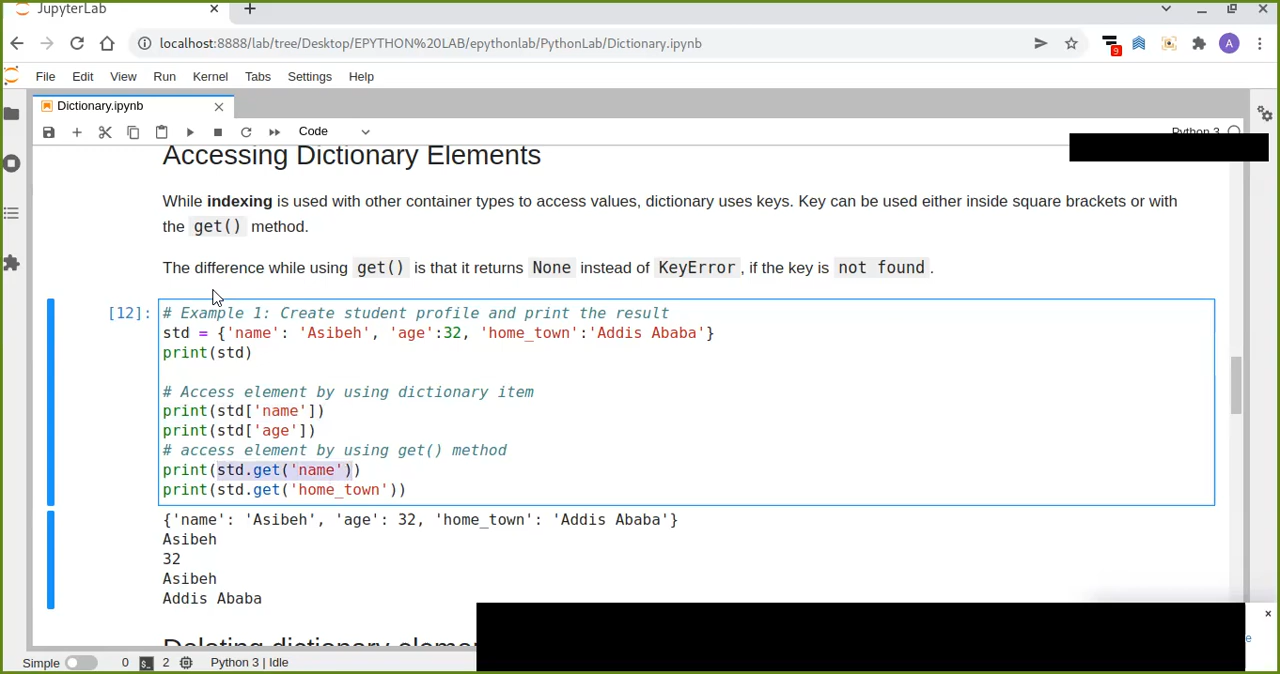 JupyterLab
localhost:8888/lab/tree/Desktop/EPYTHON%20LAB/epythonlab/PythonLab/Dictionary.ipynb
9
A
File Edit View Run Kernel Tabs Settings Help
Dictionary.ipynb
Code
Python 3
Accessing Dictionary Elements
While indexing is used with other container types to access values, dictionary uses keys. Key can be used either inside square brackets or with
the get() method.
The difference while using get() is that it returns None instead of KeyError, if the key is not found.
[12]: # Example 1: Create student profile and print the result
std = {'name': 'Asibeh', 'age':32, 'home_town':'Addis Ababa'}
print(std)
# Access element by using dictionary item
print(std['name'])
print(std['age'])
# access element by using get() method
print(std.get('name'))
print(std.get('home_town'))
{'name': 'Asibeh', 'age': 32, 'home_town': 'Addis Ababa'}
Asibeh
32
Asibeh
Addis Ababa
Deleting dictionary
Simple 0 2 Python 3 | Idle